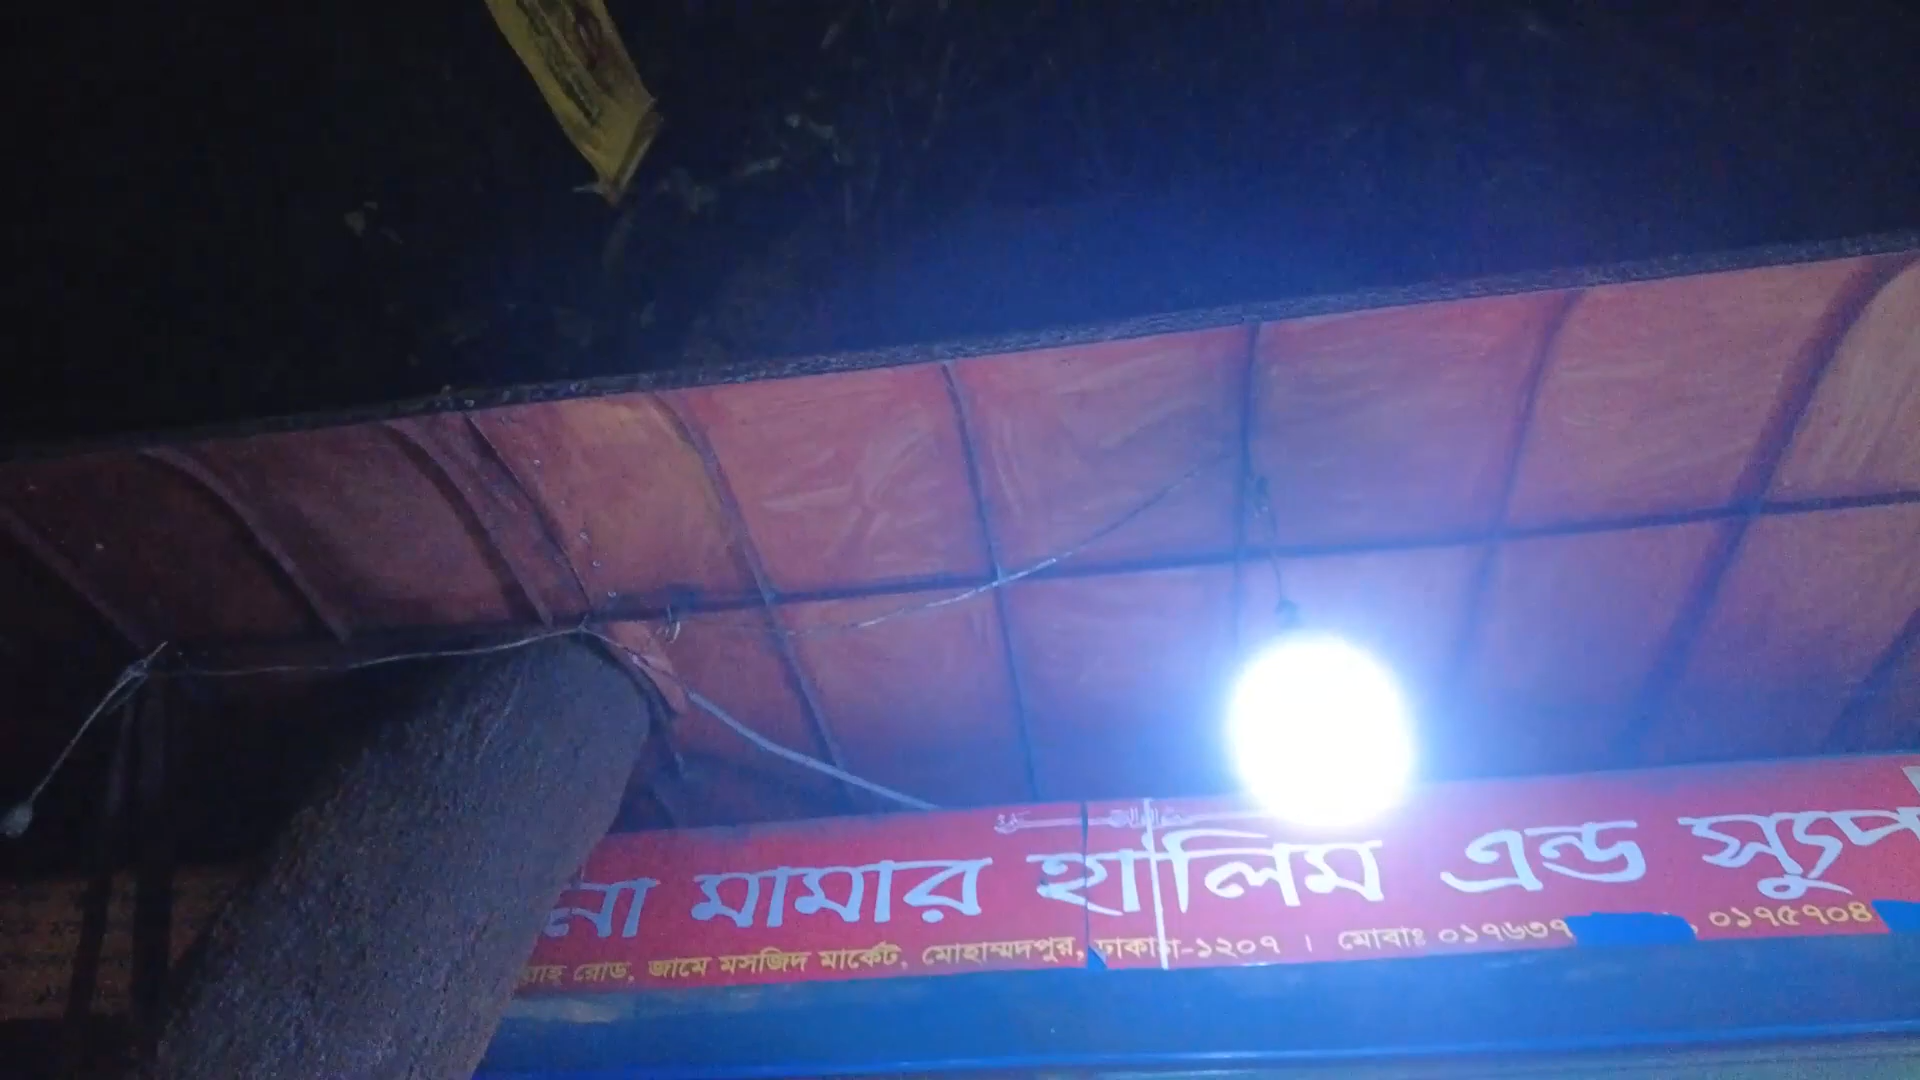 মামার হালিম এন্ড স্যুপ
রোড, জামে মসজিদ মার্কেট, মোহাম্মদপুর, ঢাকা-১২০৭ । মোবাঃ ০১৭৬৩৭ , ০১৭৫৭০৪